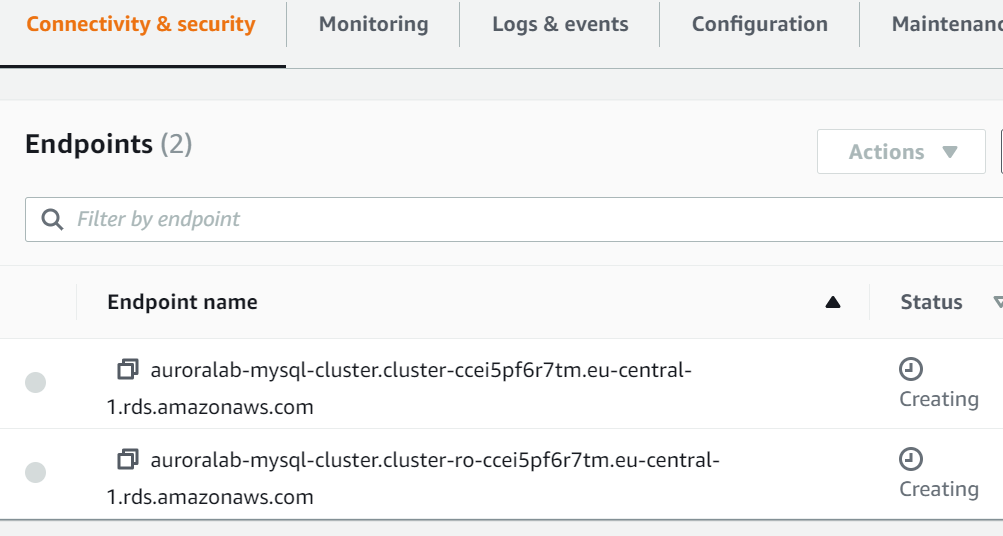 Connectivity & security Monitoring Logs & events Configuration Maintenanc
Endpoints (2)
Actions
Filter by endpoint
Endpoint name Status
auroralab-mysql-cluster.cluster-ccei5pf6r7tm.eu-central-
1.rds.amazonaws.com
Creating
auroralab-mysql-cluster.cluster-ro-ccei5pf6r7tm.eu-central-
1.rds.amazonaws.com
Creating